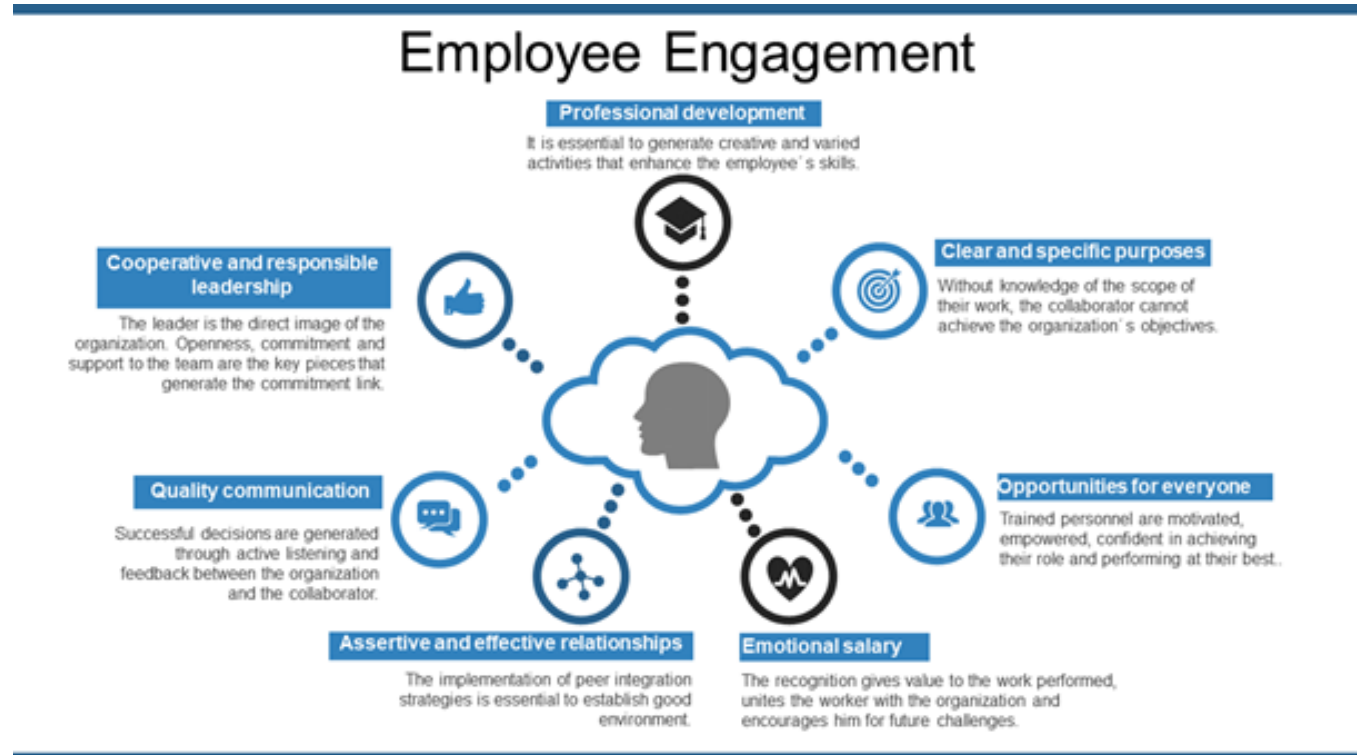 Employee Engagement
Professional development
It is essential to generate creative and varied
activities that enhance the employee´s skills.
Cooperative and responsible
leadership
The leader is the direct image of the
organization. Openness, commitment and
support to the team are the key pieces that
generate the commitment link.
Clear and specific purposes
Without knowledge of the scope of
their work, the collaborator cannot
achieve the organization´s objectives.
Quality communication
Successful decisions are generated
through active listening and
feedback between the organization
and the collaborator.
Opportunities for everyone
Trained personnel are motivated,
empowered, confident in achieving
their role and performing at their best..
Assertive and effective relationships
The implementation of peer integration
strategies is essential to establish good
environment.
Emotional salary
The recognition gives value to the work performed,
unites the worker with the organization and
encourages him for future challenges.